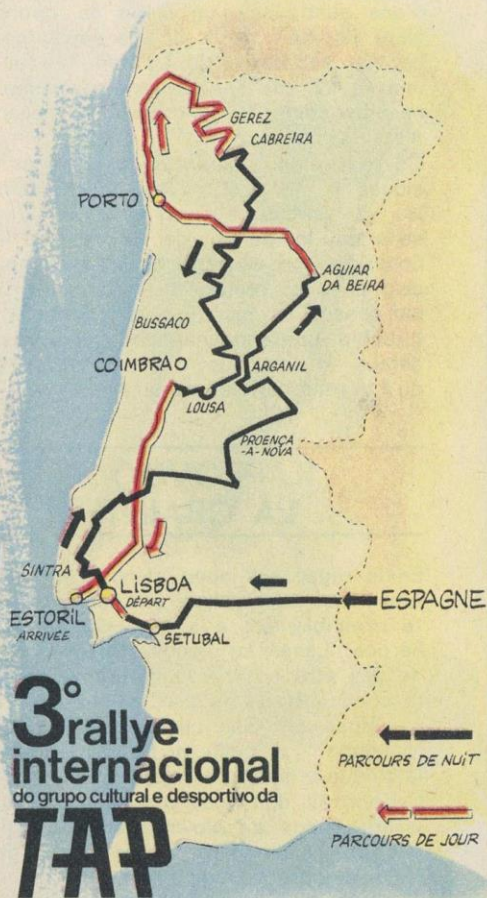 GEREZ
CABREIRA
PORTO
AGUIAR
DA BEIRA
BUSSACO
COIMBRAO
ARGANIL
LOUSA
PROENÇA
-A-NOVA
SINTRA
LISBOA
DÉPART
ESTORIL
ARRIVÉE
SETUBAL
ESPAGNE
3º rallye
internacional
do grupo cultural e desportivo da
TAP
PARCOURS DE NUIT
PARCOURS DE JOUR